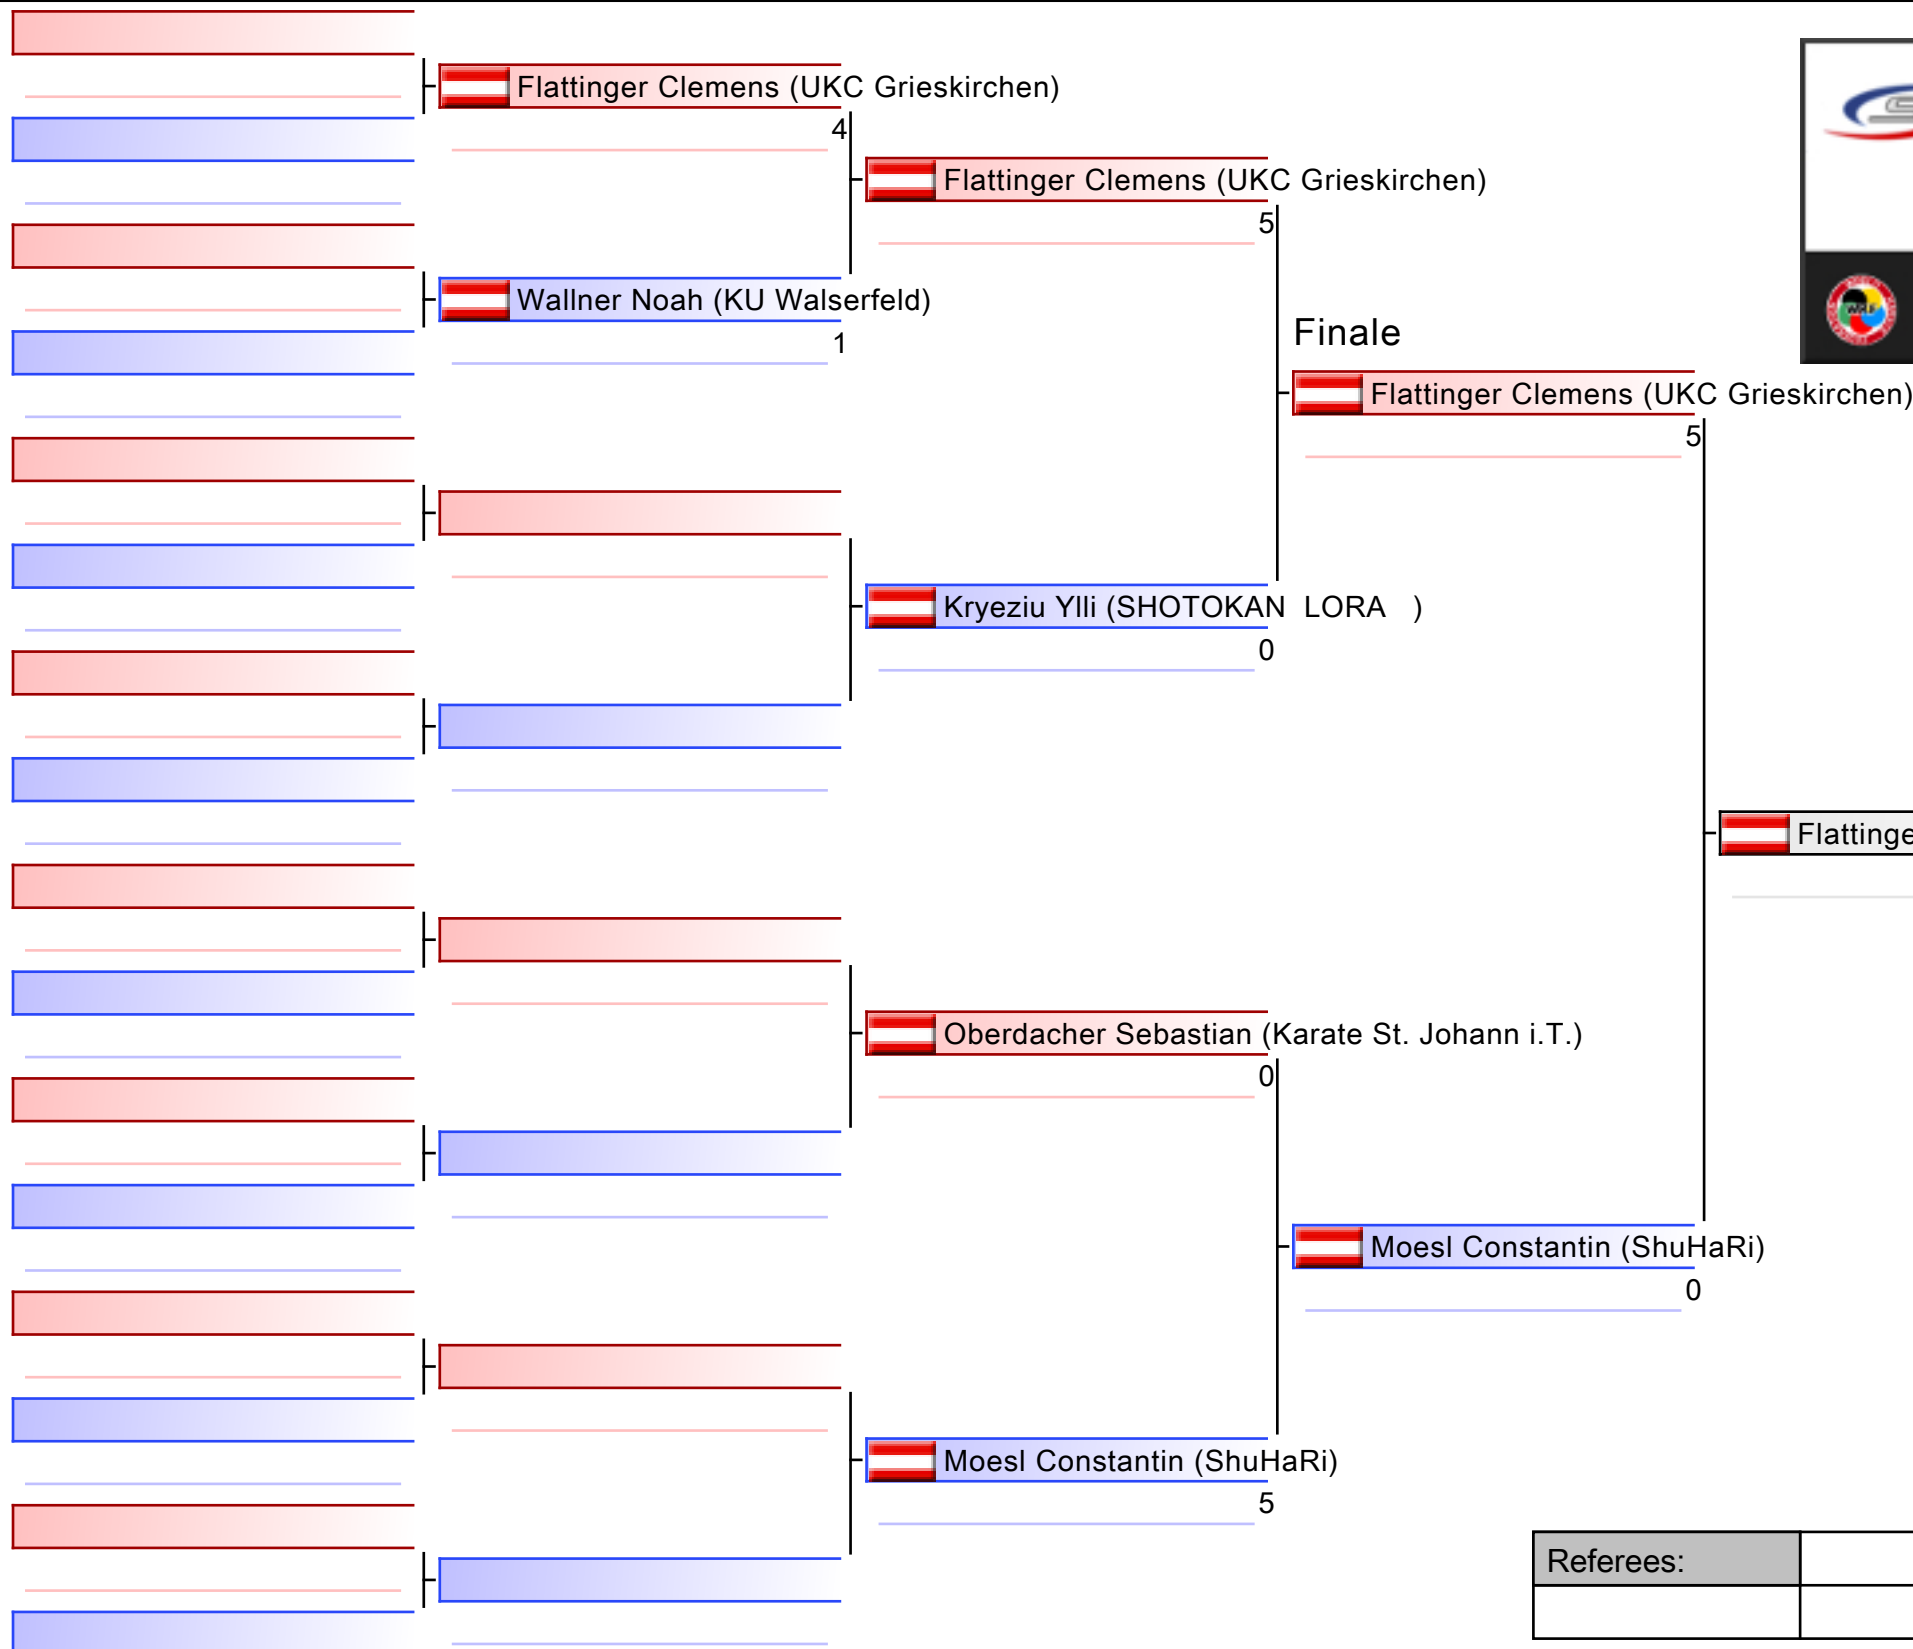 Flattinger Clemens (UKC Grieskirchen)
4
Flattinger Clemens (UKC Grieskirchen)
5
Wallner Noah (KU Walserfeld)
1
Finale
Flattinger Clemens (UKC Grieskirchen)
5
Kryeziu Ylli (SHOTOKAN LORA )
0
Flattinge
Oberdacher Sebastian (Karate St. Johann i.T.)
0
Moesl Constantin (ShuHaRi)
0
Moesl Constantin (ShuHaRi)
5
Referees: